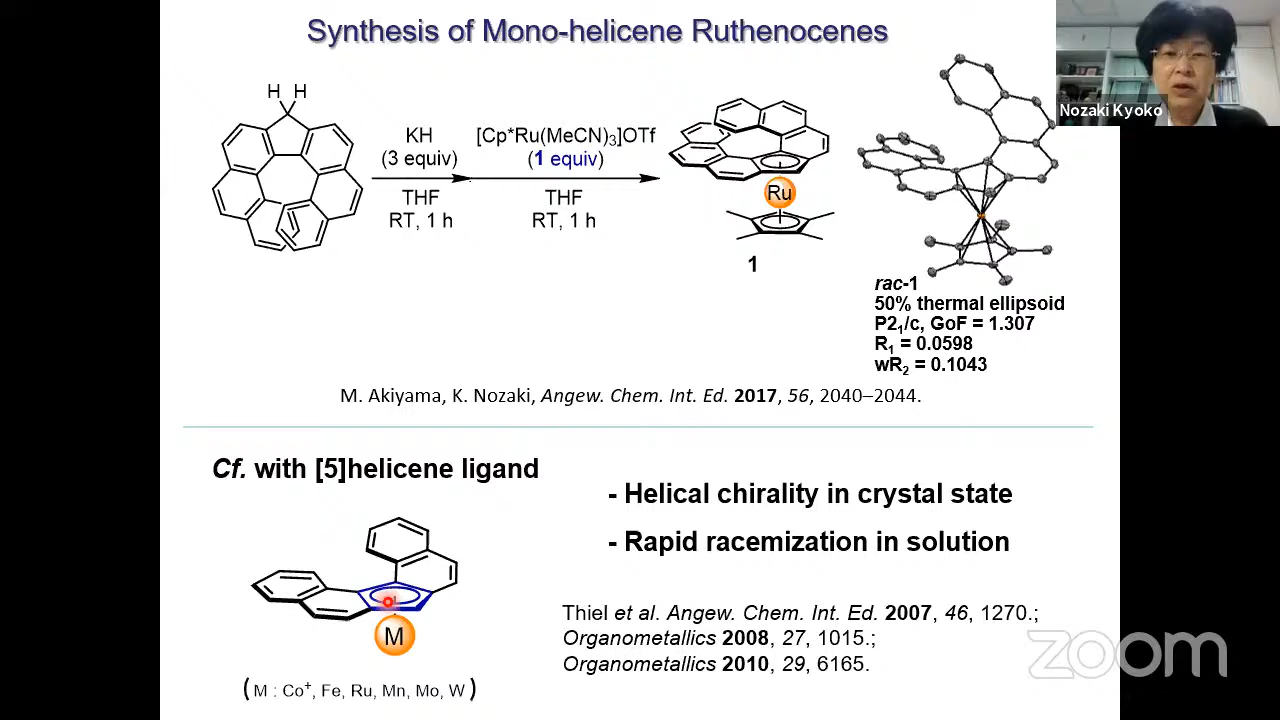 Synthesis of Mono-helicene Ruthenocenes
Nozaki Kyoko
H H
KH
(3 equiv)
THF
RT, 1 h
[Cp*Ru(MeCN)3]OTf
(1 equiv)
THF
RT, 1 h
Ru
1
rac-1
50% thermal ellipsoid
P21/c, GoF = 1.307
R1 = 0.0598
wR2 = 0.1043
M. Akiyama, K. Nozaki, Angew. Chem. Int. Ed. 2017, 56, 2040–2044.
Cf. with [5]helicene ligand
- Helical chirality in crystal state
- Rapid racemization in solution
M
(M : Co+, Fe, Ru, Mn, Mo, W)
Thiel et al. Angew. Chem. Int. Ed. 2007, 46, 1270.;
Organometallics 2008, 27, 1015.;
Organometallics 2010, 29, 6165.
zoom